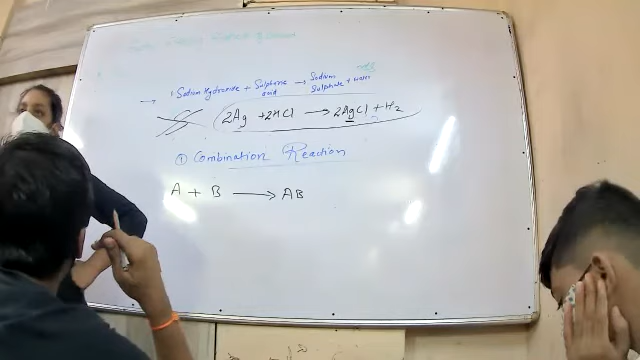 → Sodium Hydroxide + Sulphuric acid → Sodium Sulphate + water
2Ag + 2HCl → 2AgCl + H₂
① Combination Reaction
A + B → AB